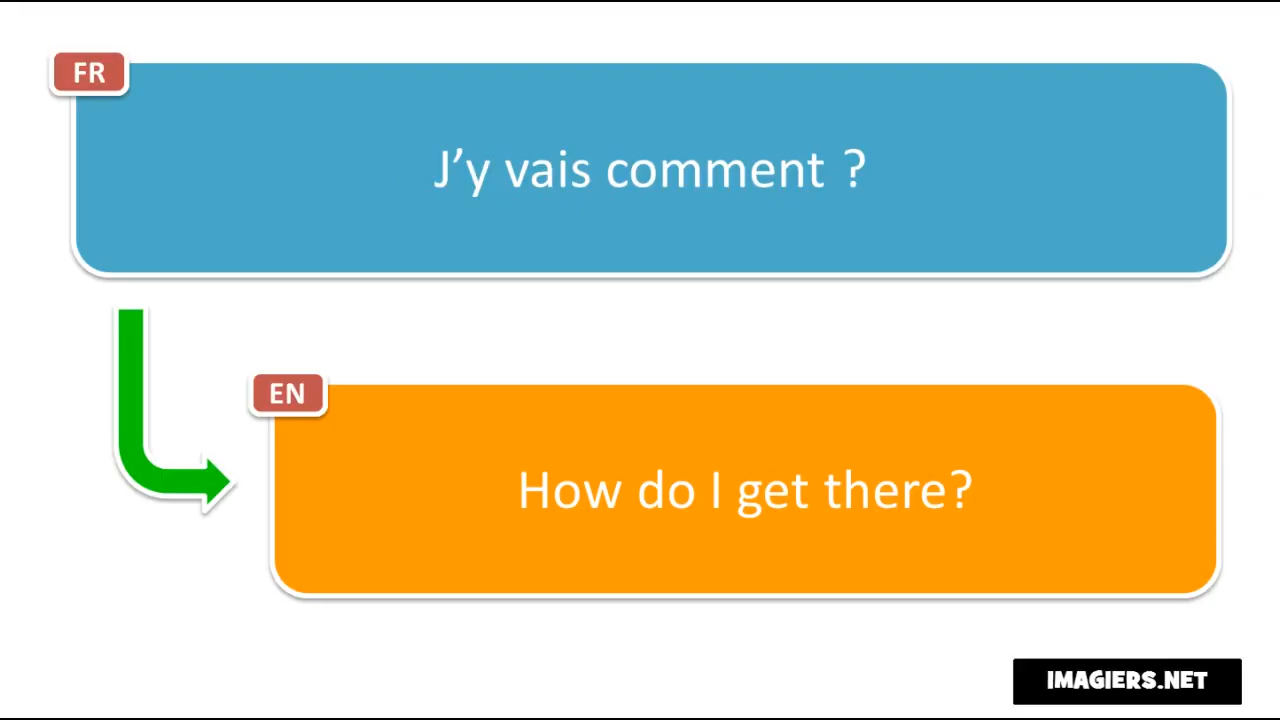 FR
J’y vais comment ?
EN
How do I get there?
IMAGIERS.NET